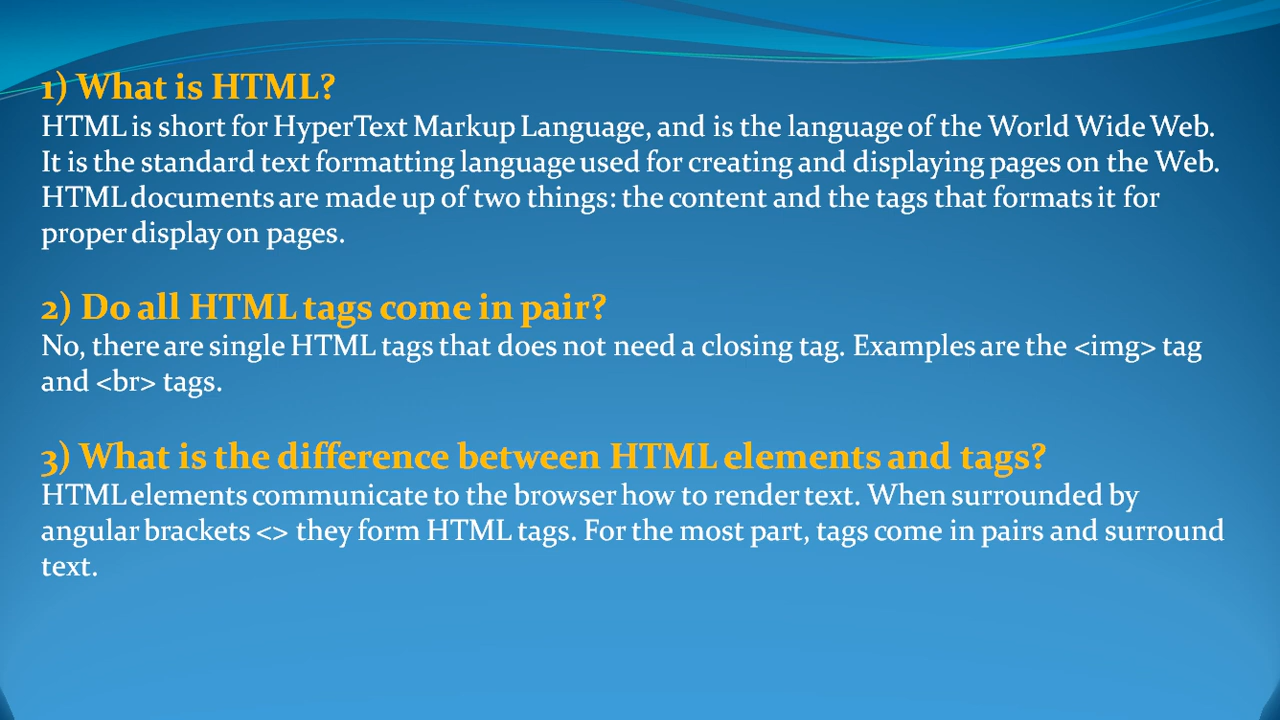 1) What is HTML?
HTML is short for HyperText Markup Language, and is the language of the World Wide Web.
It is the standard text formatting language used for creating and displaying pages on the Web.
HTML documents are made up of two things: the content and the tags that formats it for
proper display on pages.
2) Do all HTML tags come in pair?
No, there are single HTML tags that does not need a closing tag. Examples are the <img> tag
and <br> tags.
3) What is the difference between HTML elements and tags?
HTML elements communicate to the browser how to render text. When surrounded by
angular brackets <> they form HTML tags. For the most part, tags come in pairs and surround
text.